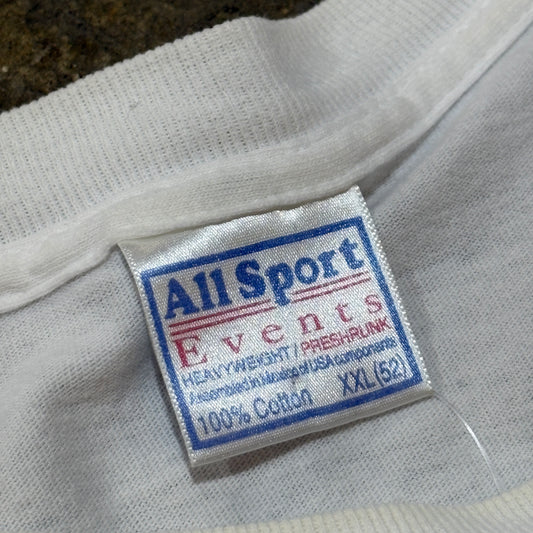 All Sport
Events
HEAVYWEIGHT / PRESHRUNK
Assembled in Mexico of USA components
100% Cotton XXL (52)